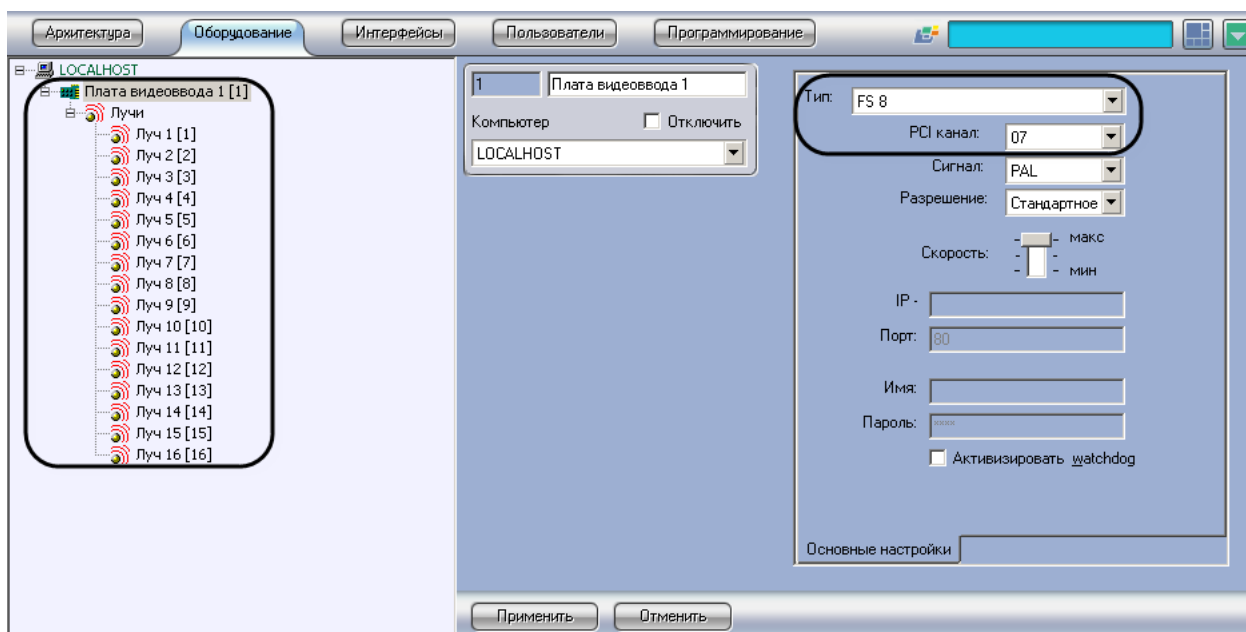 Архитектура Оборудование Интерфейсы Пользователи Программирование
LOCALHOST
Плата видеоввода 1 [1]
Лучи
Луч 1 [1]
Луч 2 [2]
Луч 3 [3]
Луч 4 [4]
Луч 5 [5]
Луч 6 [6]
Луч 7 [7]
Луч 8 [8]
Луч 9 [9]
Луч 10 [10]
Луч 11 [11]
Луч 12 [12]
Луч 13 [13]
Луч 14 [14]
Луч 15 [15]
Луч 16 [16]
1 Плата видеоввода 1
Компьютер Отключить
LOCALHOST
Тип: FS 8
PCI канал: 07
Сигнал: PAL
Разрешение: Стандартное
Скорость: макс
мин
IP -
Порт: 80
Имя:
Пароль: ****
Активизировать watchdog
Основные настройки
Применить Отменить